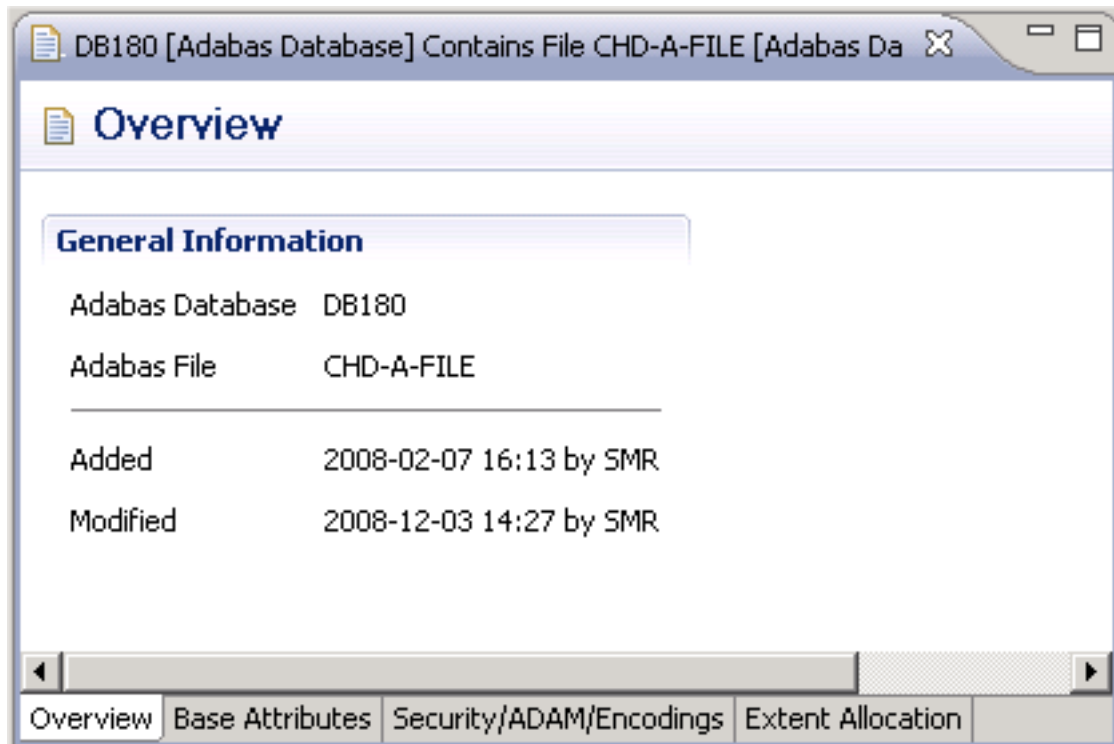 DB180 [Adabas Database] Contains File CHD-A-FILE [Adabas Da
Overview
General Information
Adabas Database DB180
Adabas File CHD-A-FILE
Added 2008-02-07 16:13 by SMR
Modified 2008-12-03 14:27 by SMR
Overview Base Attributes Security/ADAM/Encodings Extent Allocation